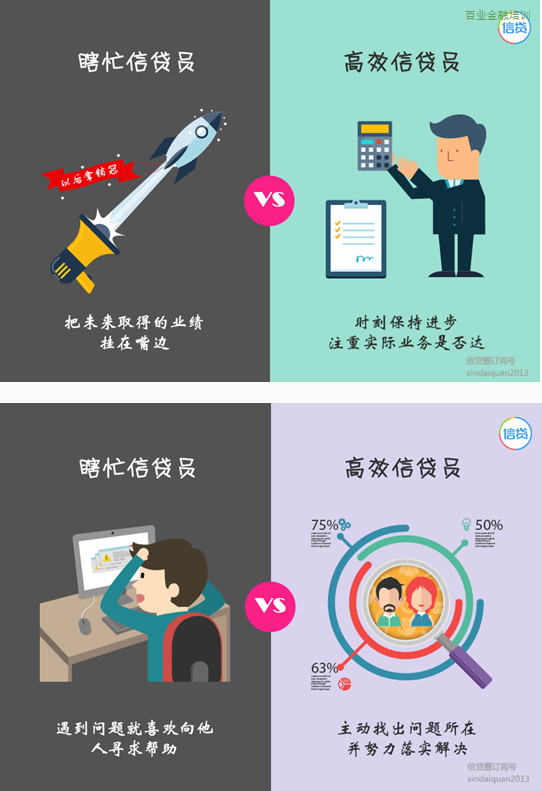 百业金融培训
信贷
瞎忙信贷员
高效信贷员
以后拿销冠
VS
把未来取得的业绩
挂在嘴边
时刻保持进步
注重实际业务是否达
信贷圈订阅号
xindaiquan2013
信贷
瞎忙信贷员
高效信贷员
75%
50%
VS
63%
遇到问题就喜欢向他
人寻求帮助
主动找出问题所在
并努力落实解决
信贷圈订阅号
xindaiquan2013